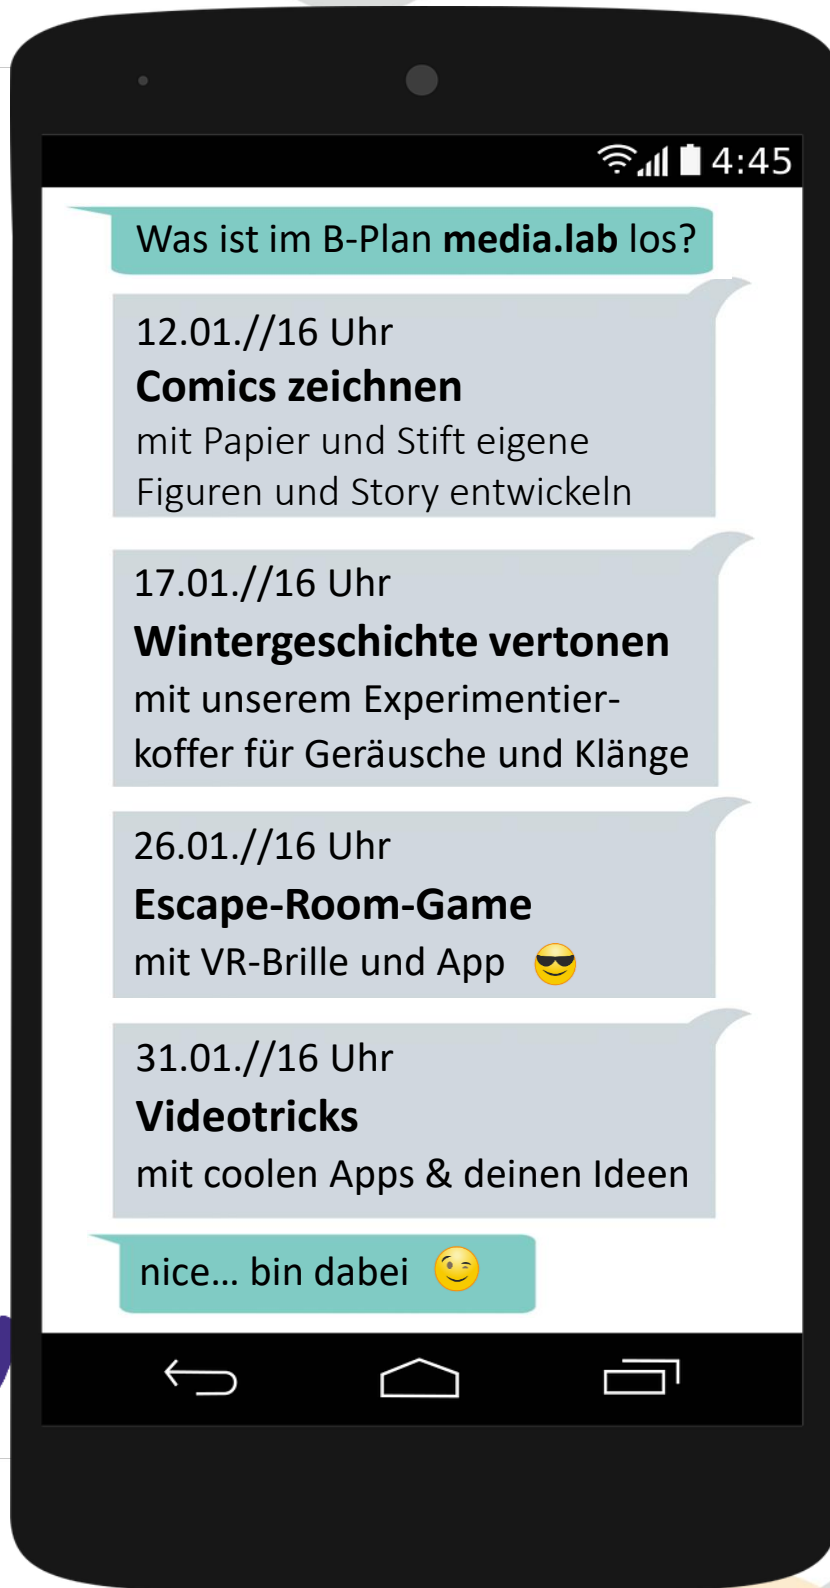 4:45
Was ist im B-Plan media.lab los?
12.01.//16 Uhr
Comics zeichnen
mit Papier und Stift eigene
Figuren und Story entwickeln
17.01.//16 Uhr
Wintergeschichte vertonen
mit unserem Experimentier-
koffer für Geräusche und Klänge
26.01.//16 Uhr
Escape-Room-Game
mit VR-Brille und App 😎
31.01.//16 Uhr
Videotricks
mit coolen Apps & deinen Ideen
nice... bin dabei 😉